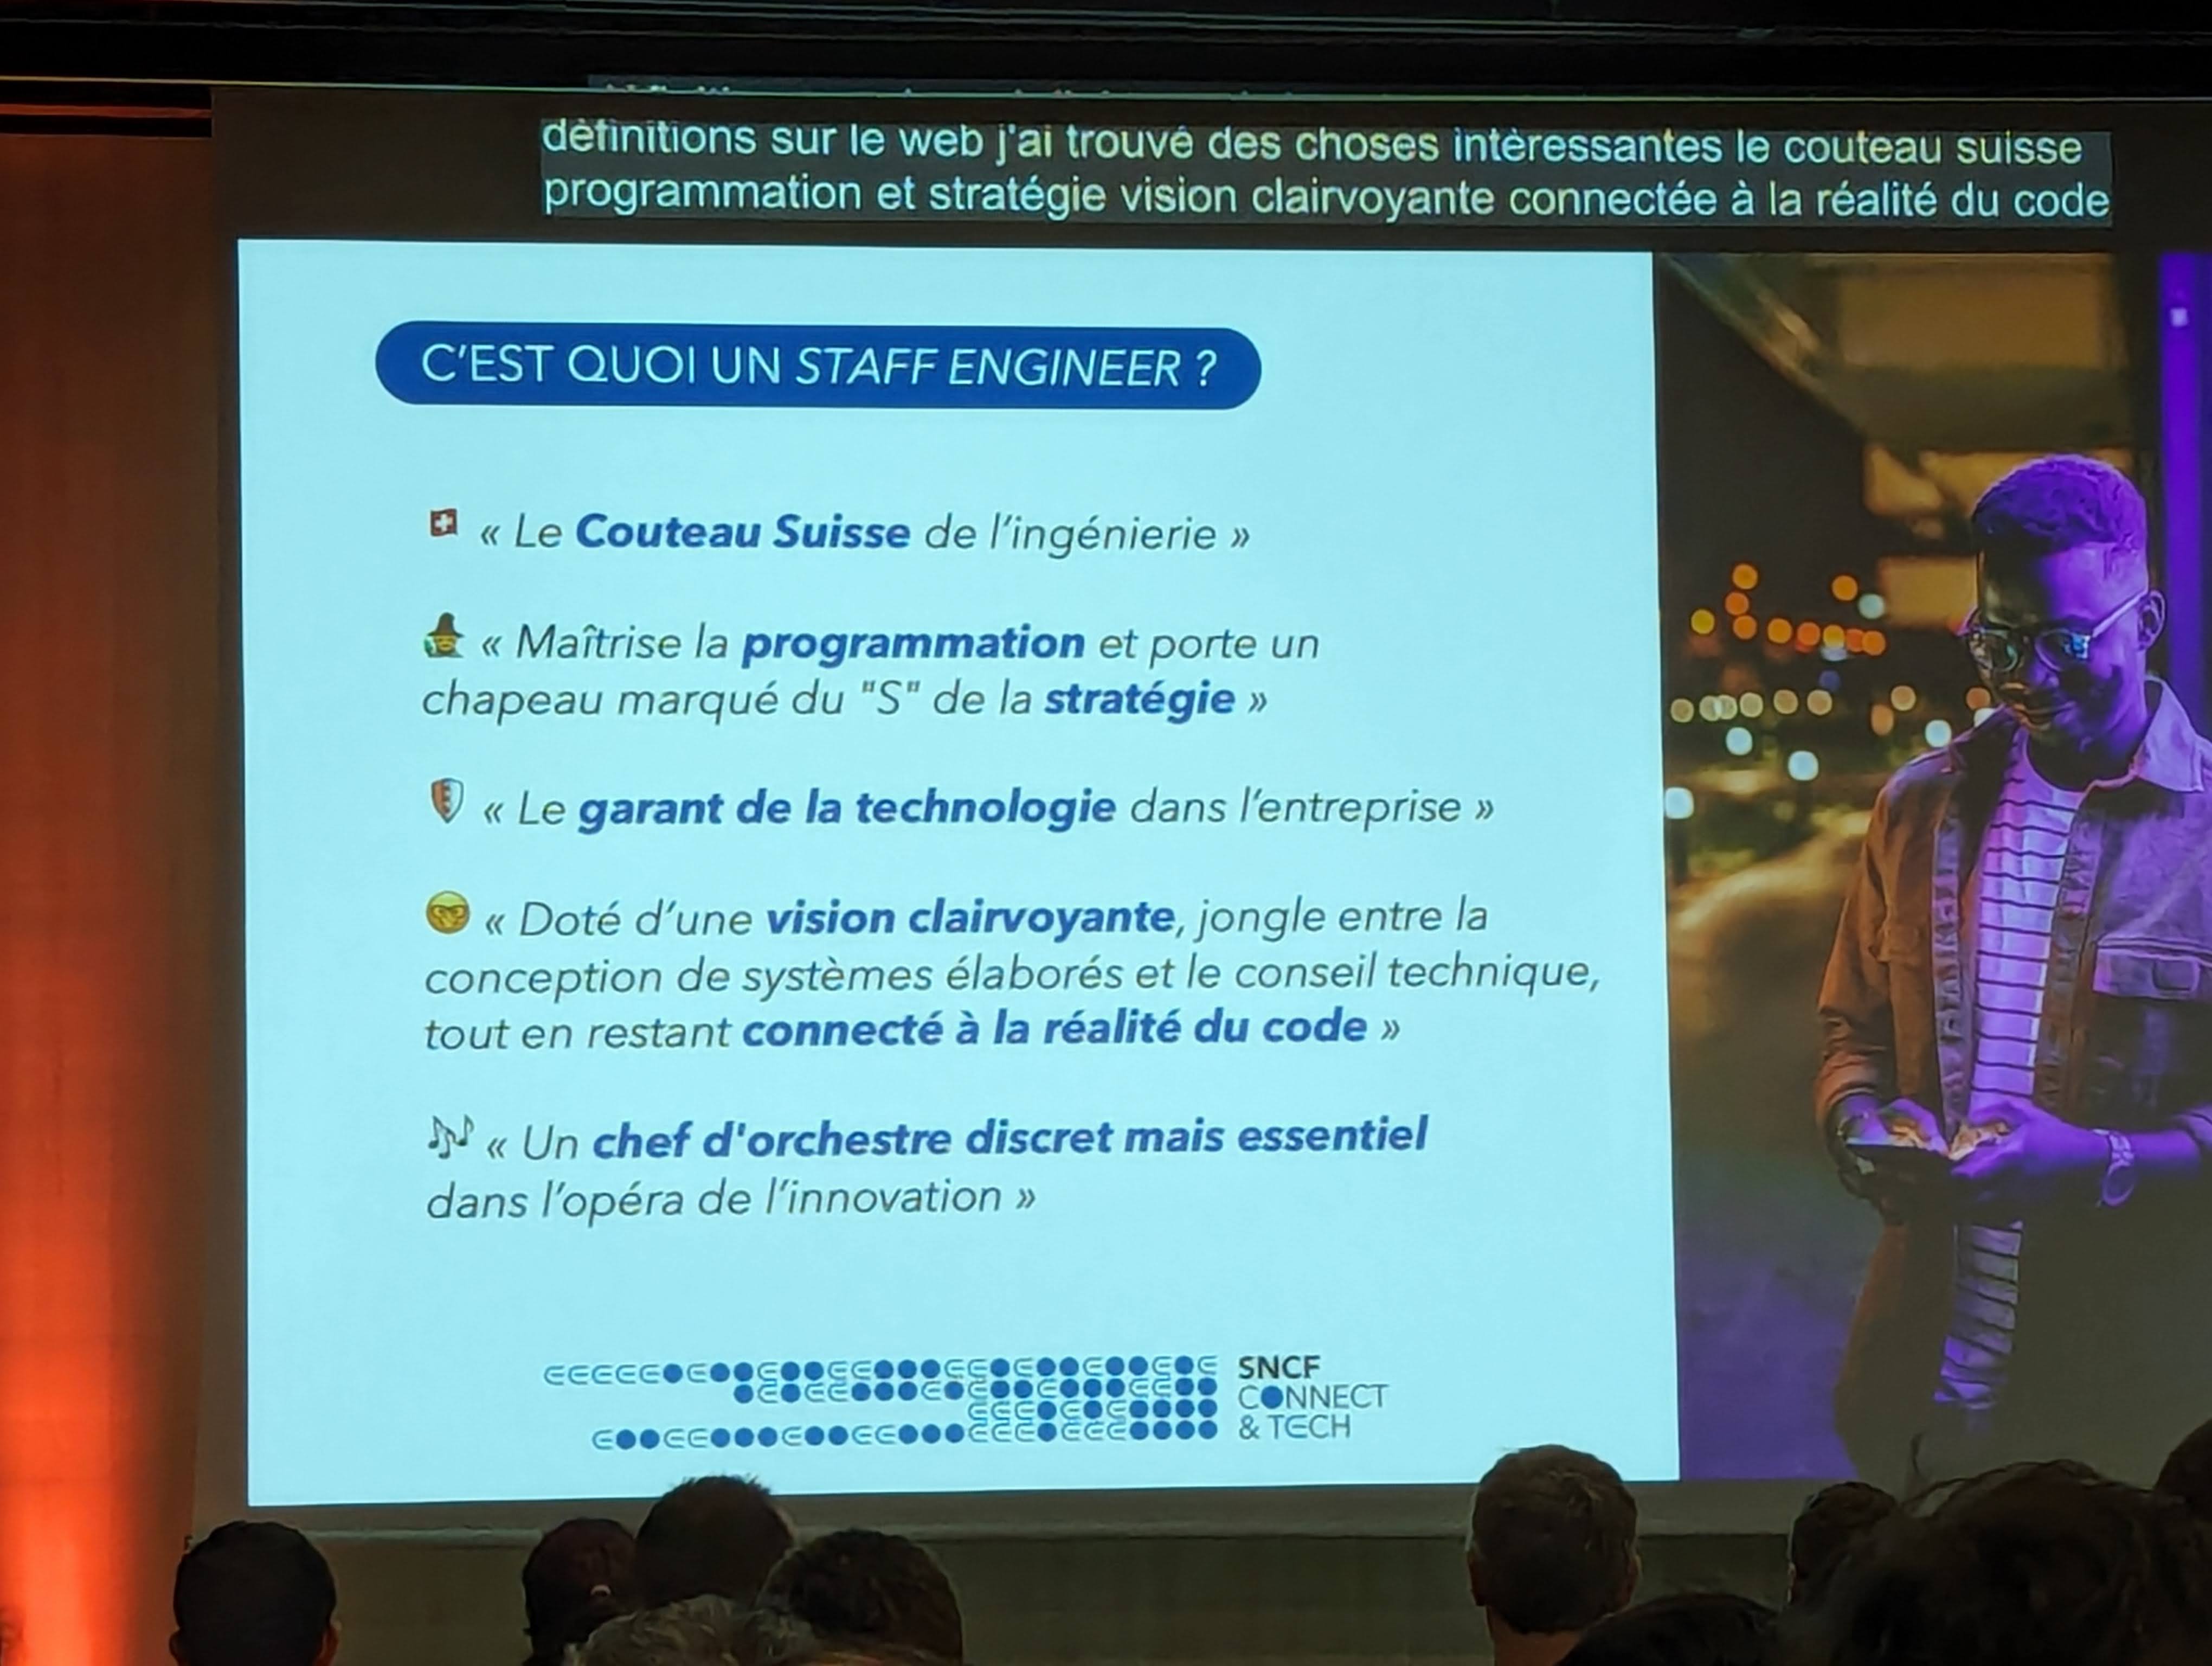 définitions sur le web j'ai trouvé des choses intéressantes le couteau suisse
programmation et stratégie vision clairvoyante connectée à la réalité du code
C'EST QUOI UN STAFF ENGINEER ?
« Le Couteau Suisse de l'ingénierie »
« Maîtrise la programmation et porte un
chapeau marqué du "S" de la stratégie »
« Le garant de la technologie dans l'entreprise »
« Doté d'une vision clairvoyante, jongle entre la
conception de systèmes élaborés et le conseil technique,
tout en restant connecté à la réalité du code »
« Un chef d'orchestre discret mais essentiel
dans l'opéra de l'innovation »
SNCF
CONNECT
& TECH